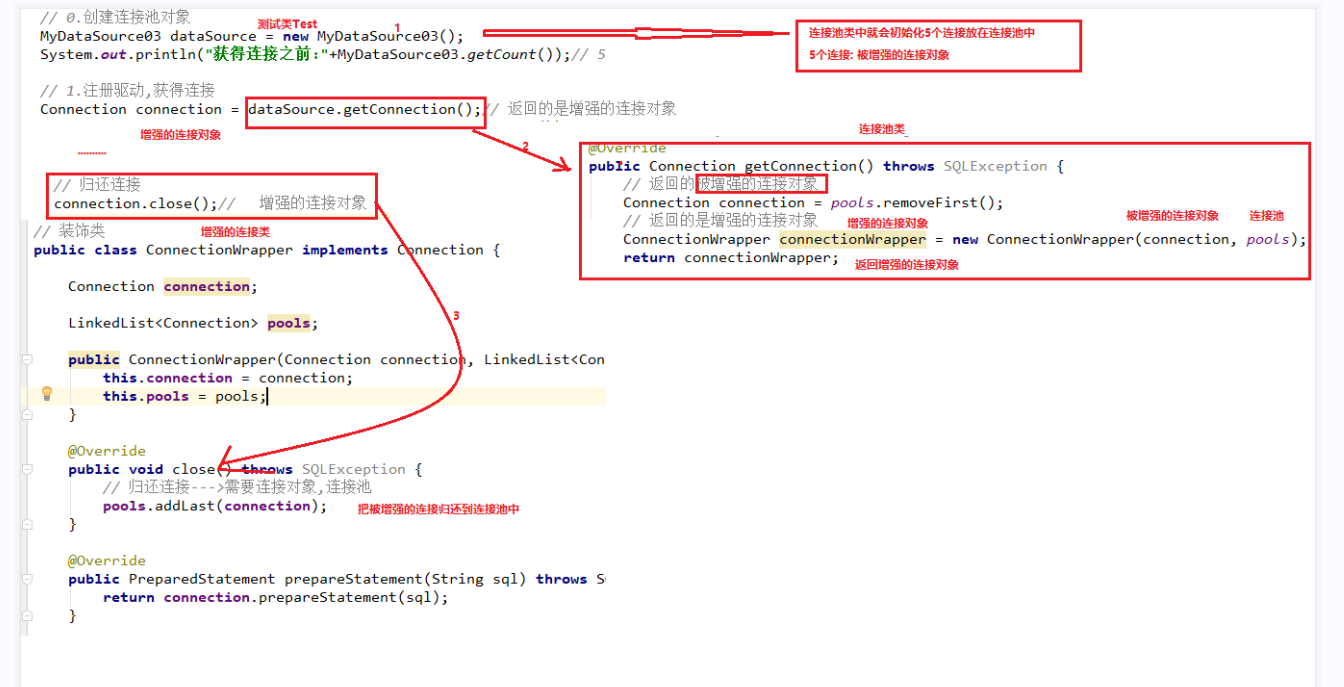 // 0.创建连接池对象
测试类Test
1
MyDataSource03 dataSource = new MyDataSource03();
System.out.println("获得连接之前:"+MyDataSource03.getCount());// 5
连接池类中就会初始化5个连接放在连接池中
5个连接: 被增强的连接对象
// 1.注册驱动,获得连接
Connection connection = dataSource.getConnection();// 返回的是增强的连接对象
增强的连接对象
2
连接池类
@Override
public Connection getConnection() throws SQLException {
// 返回的被增强的连接对象
Connection connection = pools.removeFirst();
// 返回的是增强的连接对象
增强的连接对象
被增强的连接对象
连接池
ConnectionWrapper connectionWrapper = new ConnectionWrapper(connection, pools);
return connectionWrapper;
返回增强的连接对象
// 归还连接
connection.close();// 增强的连接对象
// 装饰类
增强的连接类
public class ConnectionWrapper implements Connection {
Connection connection;
LinkedList<Connection> pools;
3
public ConnectionWrapper(Connection connection, LinkedList<Con
this.connection = connection;
this.pools = pools;
}
@Override
public void close() throws SQLException {
// 归还连接--->需要连接对象,连接池
pools.addLast(connection);
把被增强的连接归还到连接池中
}
@Override
public PreparedStatement prepareStatement(String sql) throws S
return connection.prepareStatement(sql);
}